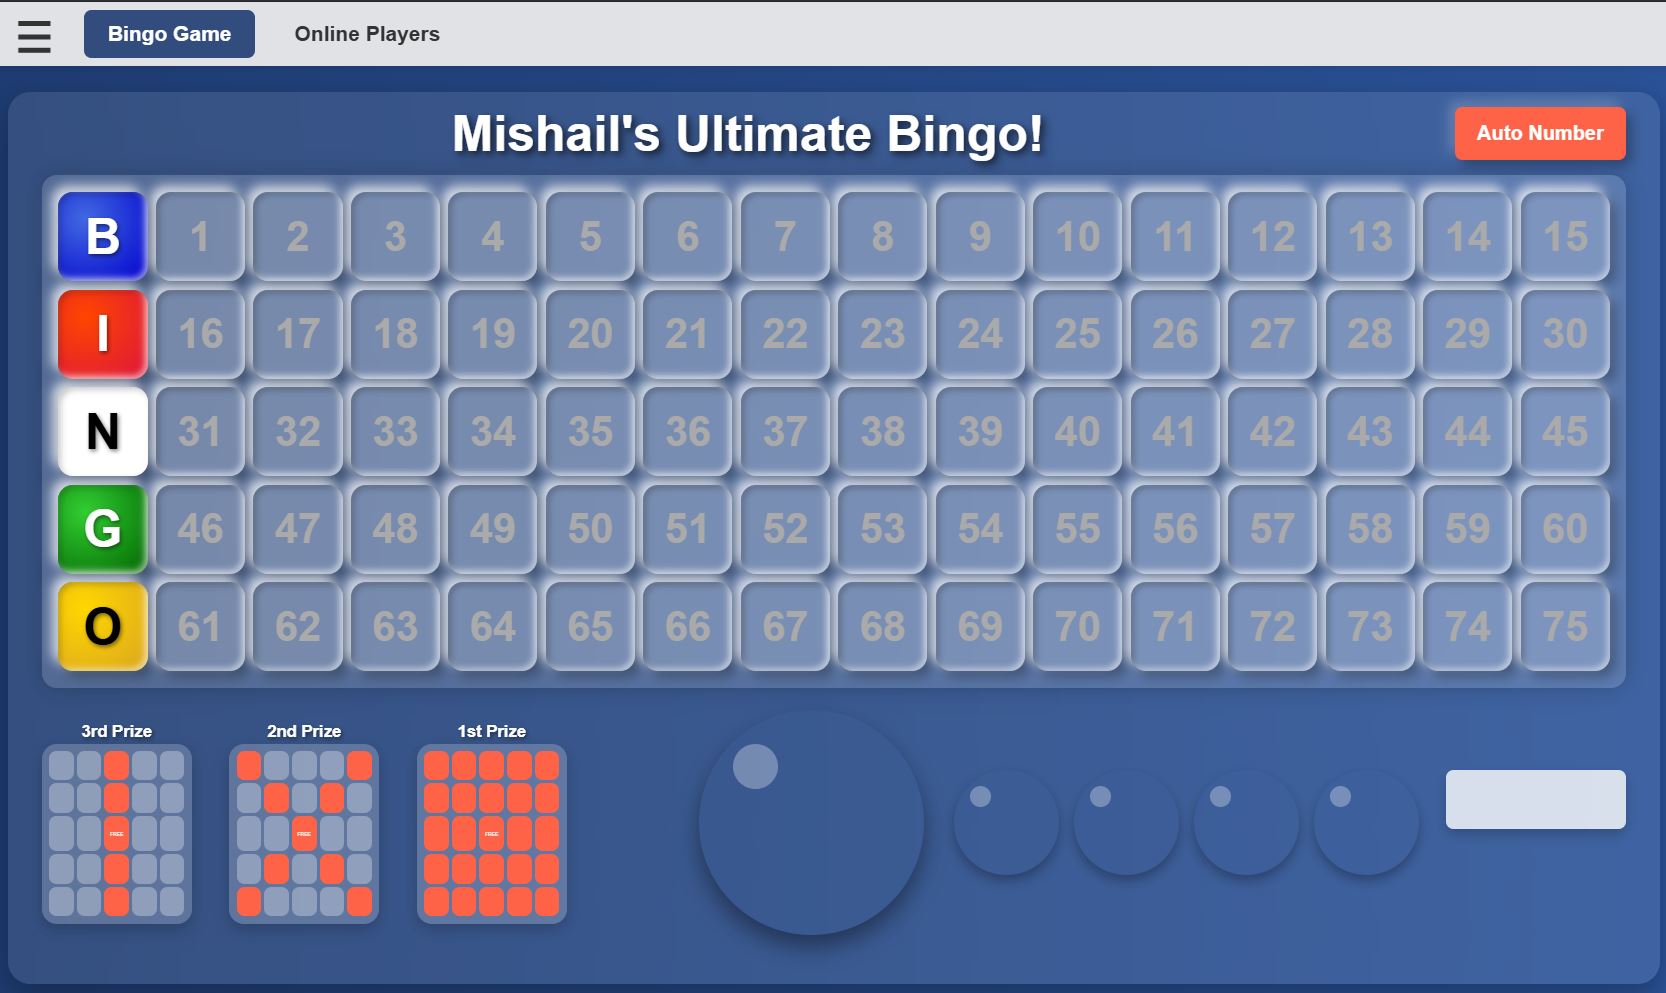 Bingo Game Online Players
Mishail's Ultimate Bingo!
Auto Number
B 1 2 3 4 5 6 7 8 9 10 11 12 13 14 15
I 16 17 18 19 20 21 22 23 24 25 26 27 28 29 30
N 31 32 33 34 35 36 37 38 39 40 41 42 43 44 45
G 46 47 48 49 50 51 52 53 54 55 56 57 58 59 60
O 61 62 63 64 65 66 67 68 69 70 71 72 73 74 75
3rd Prize 2nd Prize 1st Prize
FREE FREE FREE